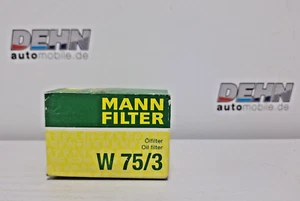 DEHN
automobile.de
DEHN
automobile.de
MANN
FILTER
Ölfilter
Oil filter
W 75/3